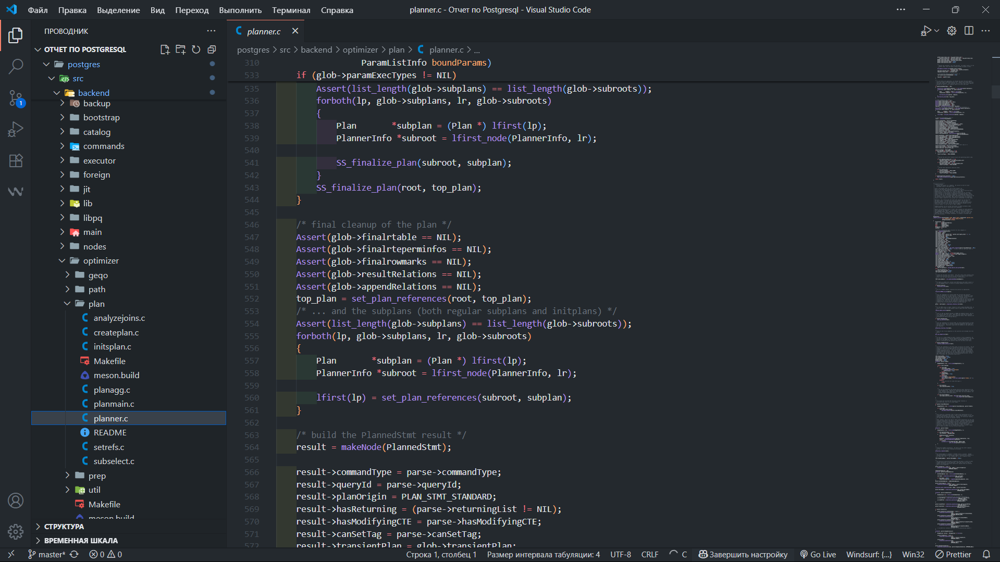 Файл Правка Выделение Вид Переход Выполнить Терминал Справка
planner.c - Отчет по Postgresql - Visual Studio Code
ПРОВОДНИК
ОТЧЕТ ПО POSTGRESQL
postgres
src
backend
backup
bootstrap
catalog
commands
executor
foreign
jit
lib
libpq
main
nodes
optimizer
geqo
path
plan
analyzejoins.c
createplan.c
initsplan.c
Makefile
meson.build
planagg.c
planmain.c
planner.c
README
setrefs.c
subselect.c
prep
util
Makefile
meson.build
СТРУКТУРА
ВРЕМЕННАЯ ШКАЛА
1
planner.c
postgres > src > backend > optimizer > plan > planner.c > ...
310 ParamListInfo boundParams)
533 if (glob->paramExecTypes != NIL)
535 Assert(list_length(glob->subplans) == list_length(glob->subroots));
536 forboth(lp, glob->subplans, lr, glob->subroots)
537 {
538 Plan *subplan = (Plan *) lfirst(lp);
539 PlannerInfo *subroot = lfirst_node(PlannerInfo, lr);
540
541 SS_finalize_plan(subroot, subplan);
542 }
543 SS_finalize_plan(root, top_plan);
544 }
545
546 /* final cleanup of the plan */
547 Assert(glob->finalrtable == NIL);
548 Assert(glob->finalrteperminfos == NIL);
549 Assert(glob->finalrowmarks == NIL);
550 Assert(glob->resultRelations == NIL);
551 Assert(glob->appendRelations == NIL);
552 top_plan = set_plan_references(root, top_plan);
553 /* ... and the subplans (both regular subplans and initplans) */
554 Assert(list_length(glob->subplans) == list_length(glob->subroots));
555 forboth(lp, glob->subplans, lr, glob->subroots)
556 {
557 Plan *subplan = (Plan *) lfirst(lp);
558 PlannerInfo *subroot = lfirst_node(PlannerInfo, lr);
559
560 lfirst(lp) = set_plan_references(subroot, subplan);
561 }
562
563 /* build the PlannedStmt result */
564 result = makeNode(PlannedStmt);
565
566 result->commandType = parse->commandType;
567 result->queryId = parse->queryId;
568 result->planOrigin = PLAN_STMT_STANDARD;
569 result->hasReturning = (parse->returningList != NIL);
570 result->hasModifyingCTE = parse->hasModifyingCTE;
571 result->canSetTag = parse->canSetTag;
572 result->transientPlan = glob->transientPlan;
master* 0 0 Строка 1, столбец 1 Размер интервала табуляции: 4 UTF-8 CRLF C Завершить настройку Go Live Windsurf: {...} Win32 Prettier